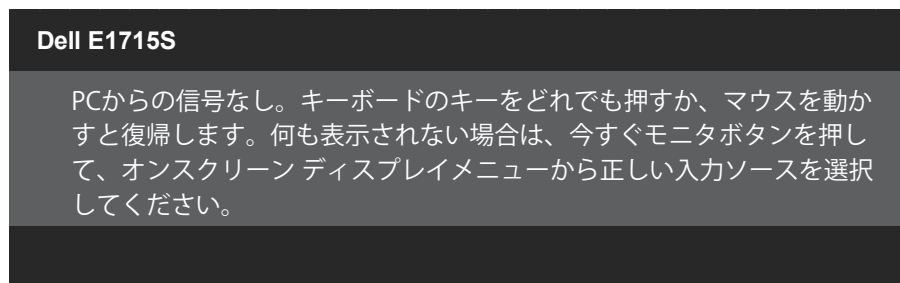 Dell E1715S
PCからの信号なし。キーボードのキーをどれでも押すか、マウスを動か
すと復帰します。何も表示されない場合は、今すぐモニタボタンを押し
て、オンスクリーン ディスプレイメニューから正しい入力ソースを選択
してください。